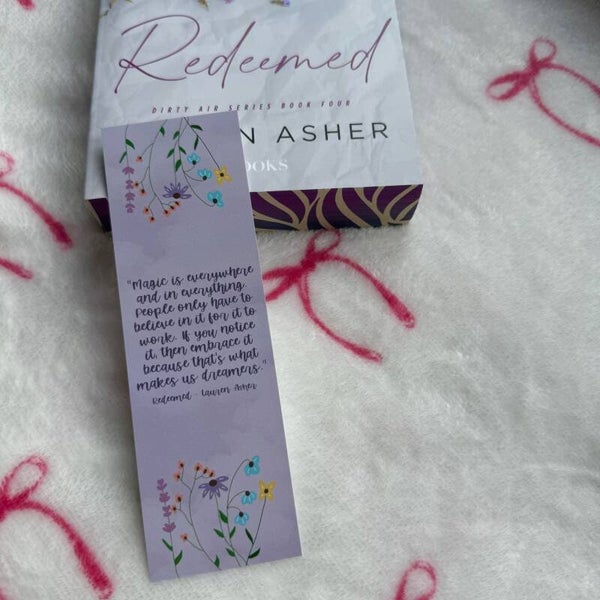 Redeemed
DIRTY AIR SERIES BOOK FOUR
N ASHER
OOKS
"Magic is everywhere
and in everything.
People only have to
believe in it for it to
work. If you notice
it, then embrace it
because that's what
makes us dreamers."
Redeemed - Lauren Asher